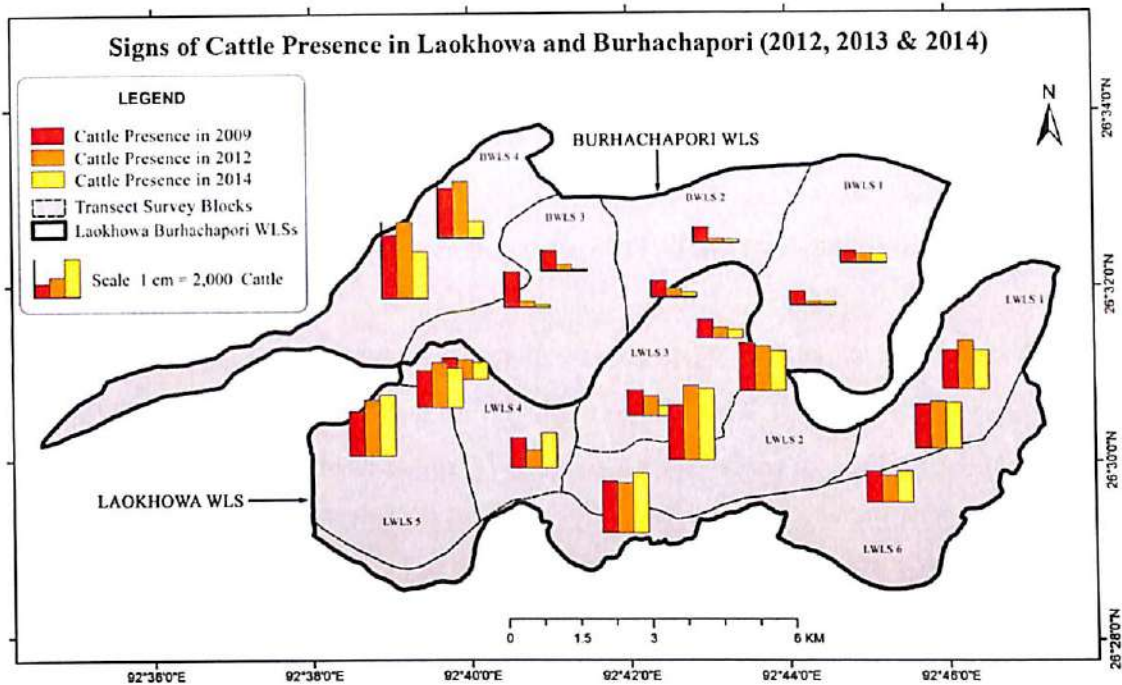 Signs of Cattle Presence in Laokhowa and Burhachapori (2012, 2013 & 2014)
LEGEND
Cattle Presence in 2009
Cattle Presence in 2012
Cattle Presence in 2014
Transect Survey Blocks
Laokhowa Burhachapori WLSs
Scale 1 cm = 2,000 Cattle
N
26°34'0"N
BURHACHAPORI WLS
BWLS 4
BWLS 3
BWLS 2
BWLS 1
26°32'0"N
LWLS 1
LWLS 3
LWLS 4
LWLS 2
26°30'0"N
LAOKHOWA WLS
LWLS 5
LWLS 6
0 1.5 3 6 KM
26°28'0"N
92°36'0"E 92°38'0"E 92°40'0"E 92°42'0"E 92°44'0"E 92°46'0"E